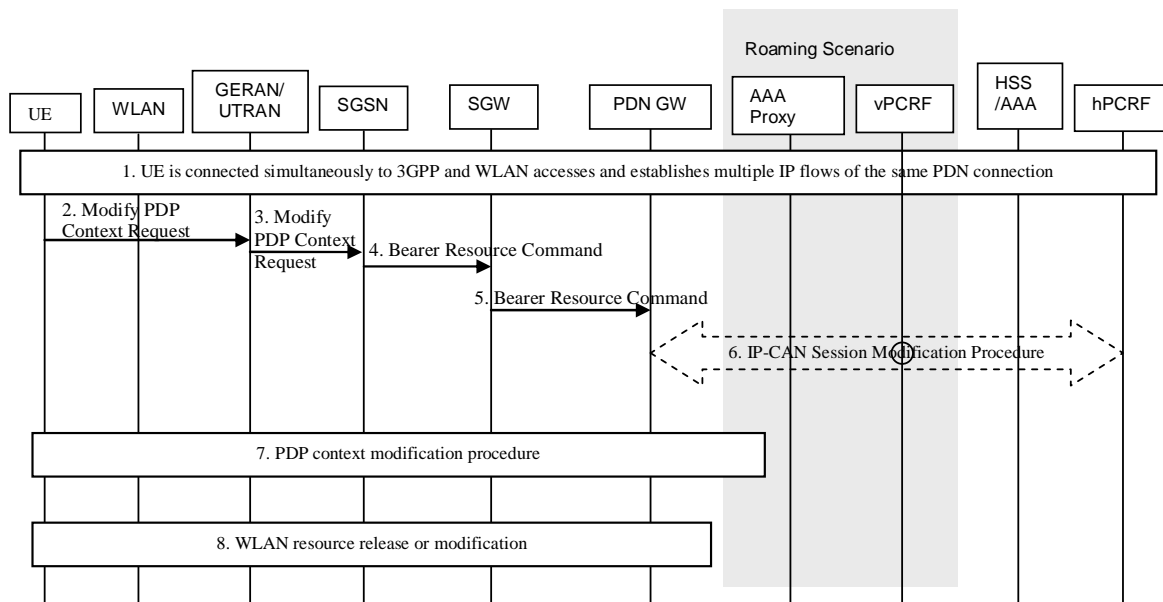 Roaming Scenario
UE
WLAN
GERAN/
UTRAN
SGSN
SGW
PDN GW
AAA
Proxy
vPCRF
HSS
/AAA
hPCRF
1. UE is connected simultaneously to 3GPP and WLAN accesses and establishes multiple IP flows of the same PDN connection
2. Modify PDP
Context Request
3. Modify
PDP Context
Request
4. Bearer Resource Command
5. Bearer Resource Command
6. IP-CAN Session Modification Procedure
7. PDP context modification procedure
8. WLAN resource release or modification